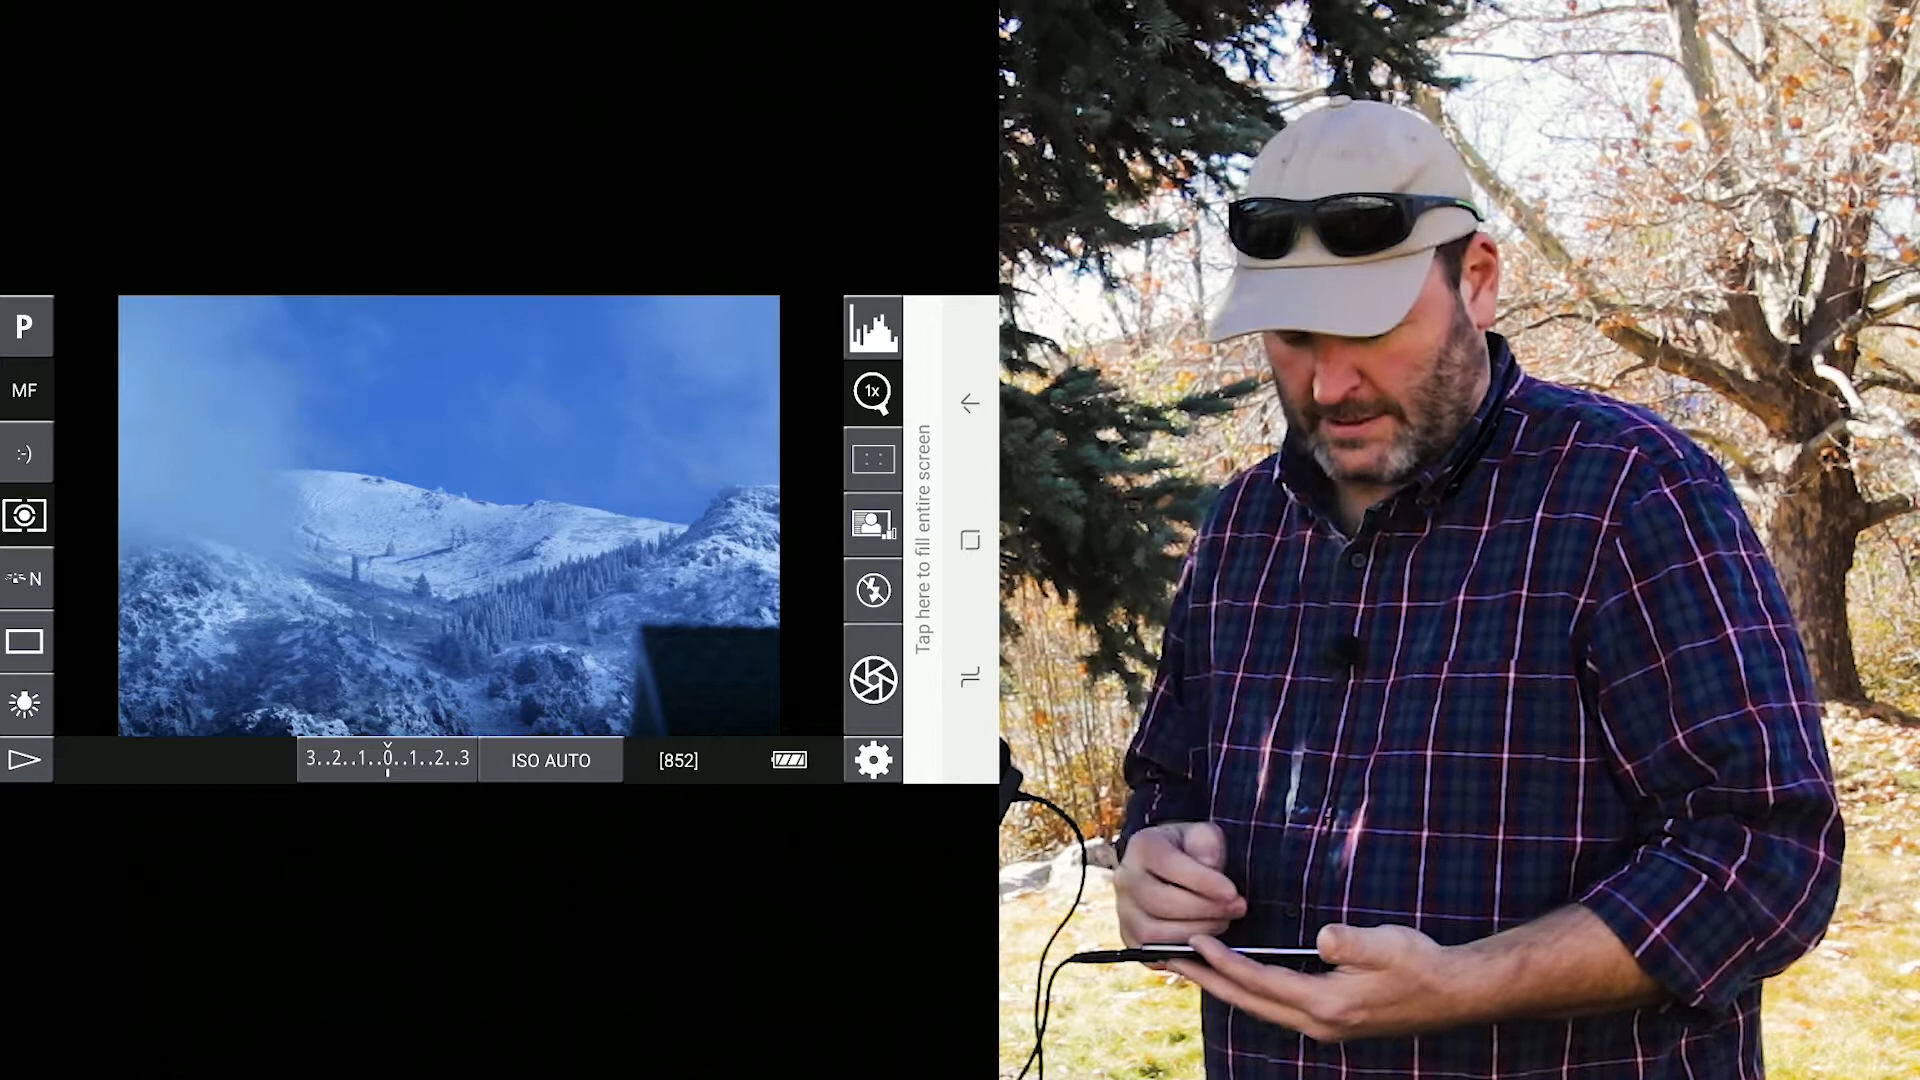 P
MF
:-)
N
1x
Tap here to fill entire screen
3..2..1..0..1..2..3
ISO AUTO
[852]